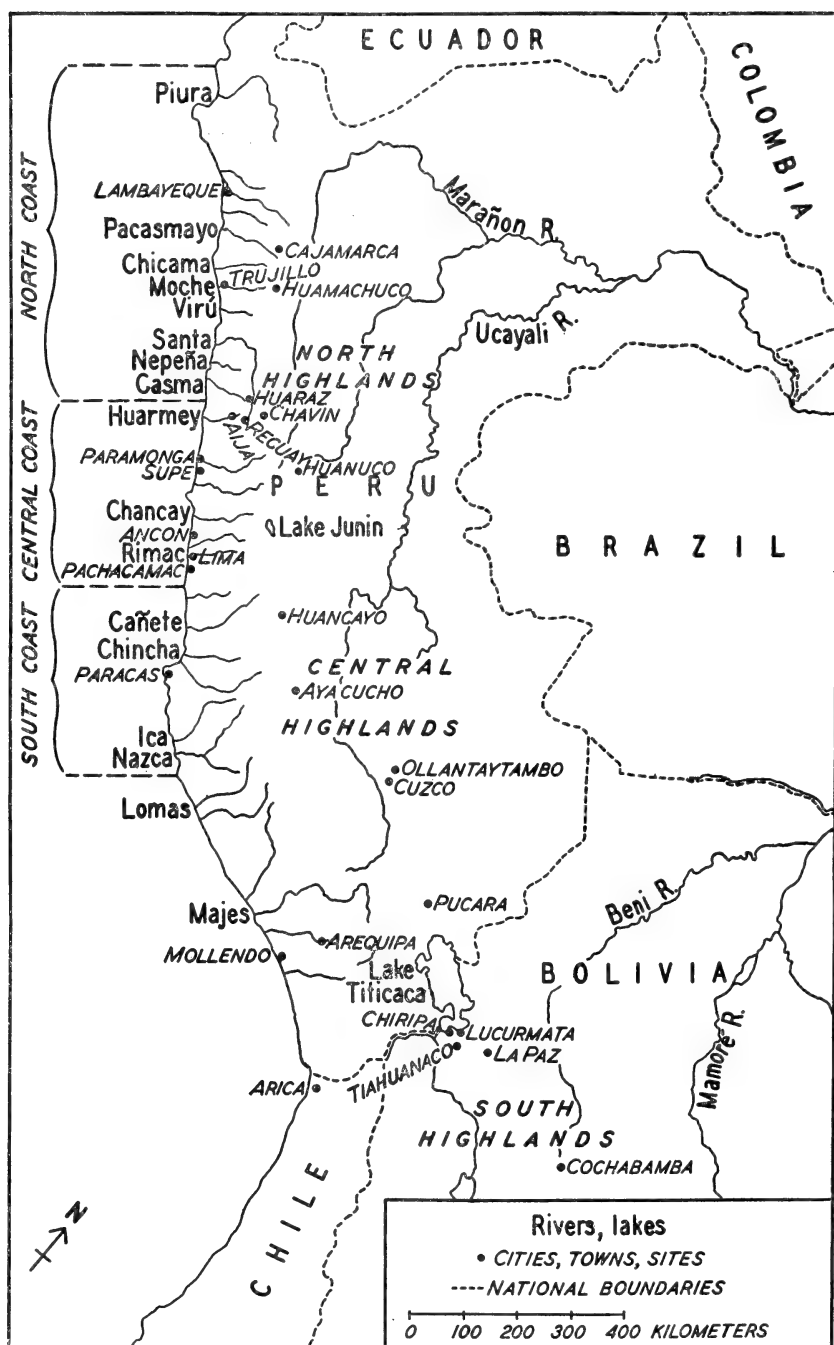 ECUADOR
COLOMBIA
Piura
NORTH COAST
LAMBAYEQUE
Marañon R.
Pacasmayo
CAJAMARCA
Chicama
TRUJILLO
Moche
HUAMACHUCO
Virú
Ucayali R.
Santa
NORTH
Nepeña
HIGHLANDS
Casma
HUARAZ
Huarmey
CHAVIN
AIJA
RECUAY
CENTRAL COAST
PARAMONGA
HUANUCO
SUPE
PERU
Chancay
Lake Junin
ANCON
BRAZIL
Rimac
LIMA
PACHACAMAC
SOUTH COAST
Cañete
HUANCAYO
Chincha
CENTRAL
PARACAS
AYACUCHO
HIGHLANDS
Ica
Nazca
OLLANTAYTAMBO
CUZCO
Lomas
PUCARA
Beni R.
Majes
AREQUIPA
MOLLENDO
Lake
Titicaca
BOLIVIA
CHIRIPA
LUCURMATA
TIAHUANACO
LA PAZ
Mamoré R.
ARICA
SOUTH
HIGHLANDS
COCHABAMBA
CHILE
N
Rivers, lakes
CITIES, TOWNS, SITES
NATIONAL BOUNDARIES
0 100 200 300 400 KILOMETERS